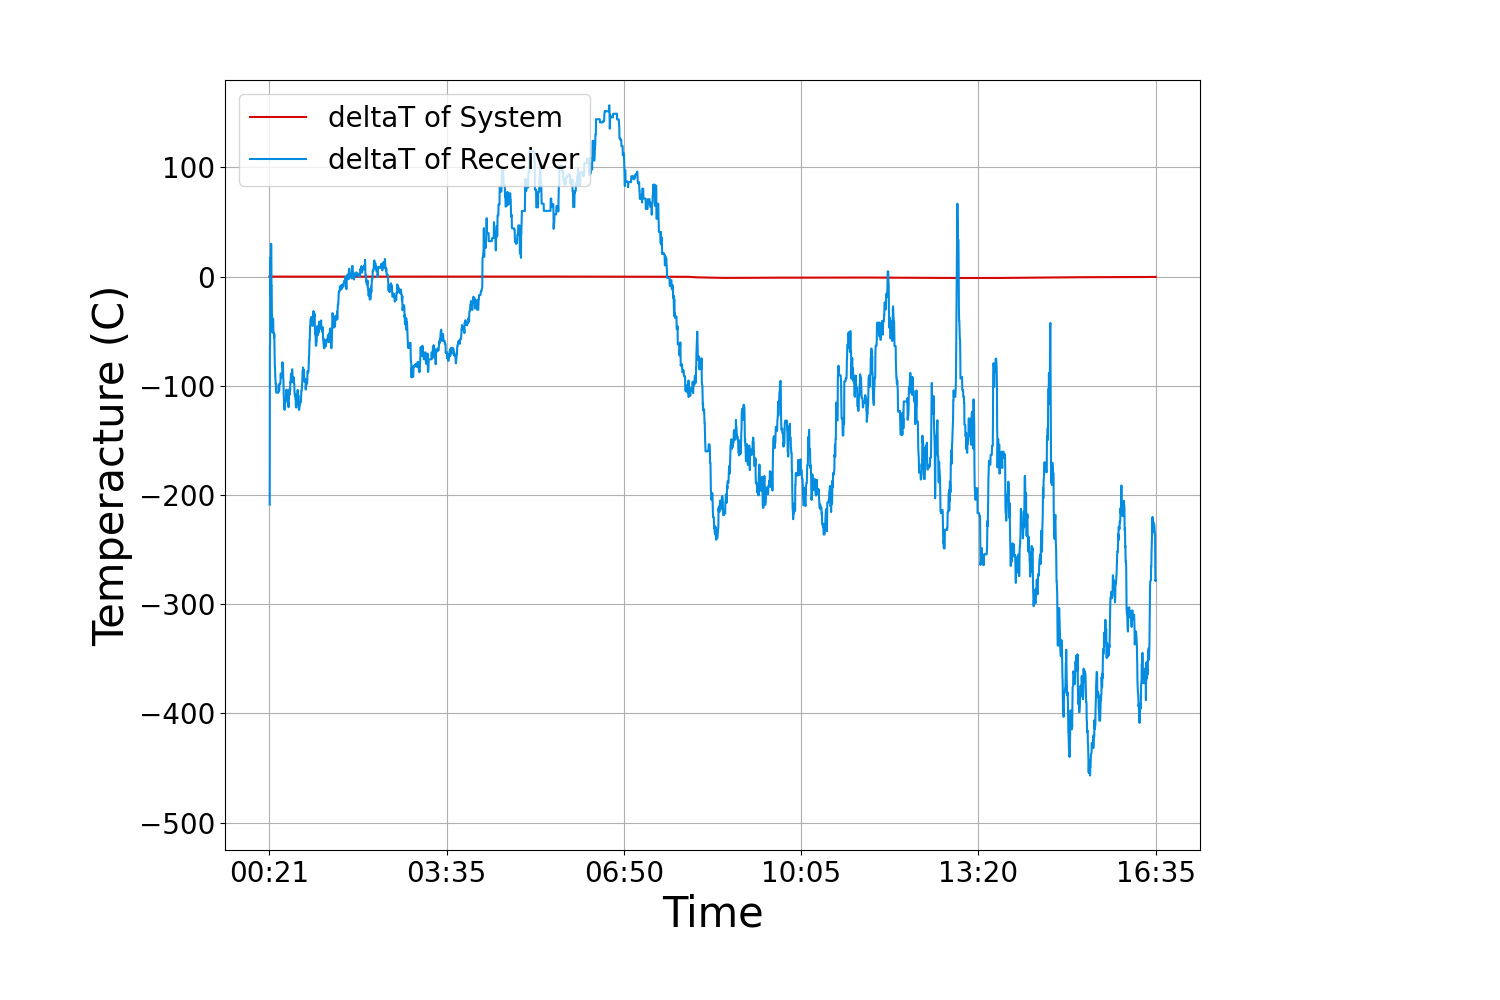 deltaT of System
deltaT of Receiver
100
0
−100
−200
−300
−400
−500
Temperacture (C)
00:21 03:35 06:50 10:05 13:20 16:35
Time